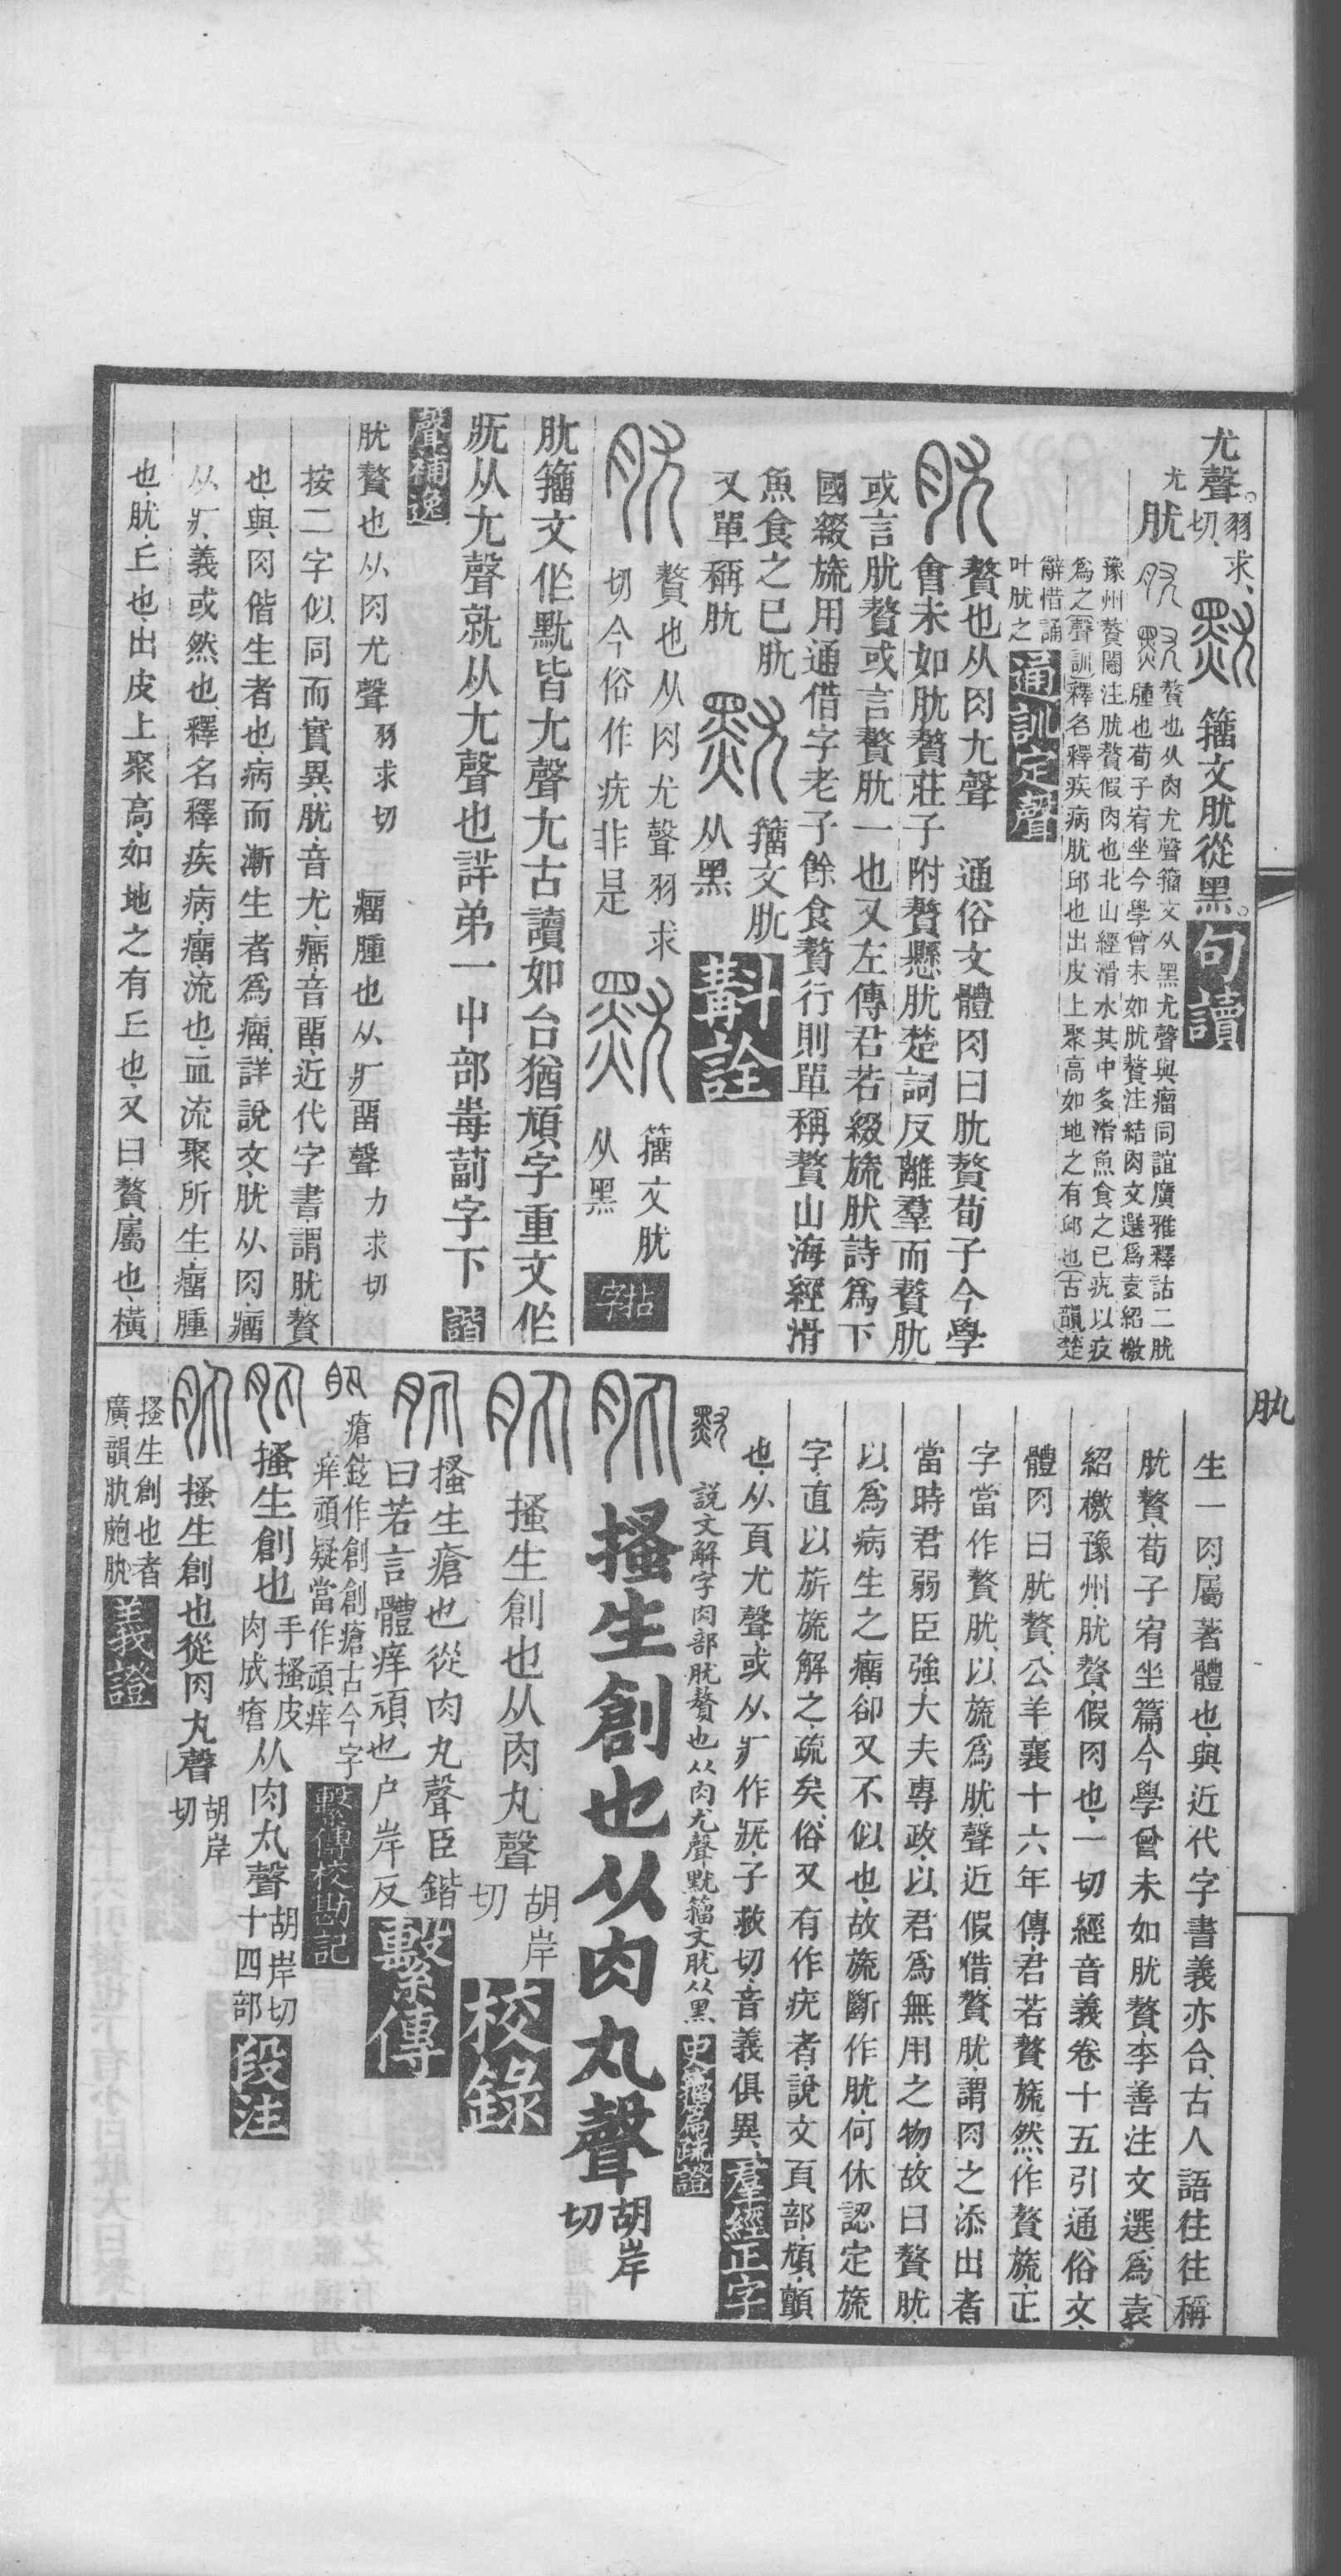 尤聲。羽求切、
籀文肬從黑。句讀
尤
肬
贅也从肉尤聲籀文从黑尤聲與瘤同誼廣雅釋詁二肬
腫也荀子宥坐今學曾未如肬贅注結肉文選爲袁紹檄
豫州贅閹注肬贅假肉也北山經滑水其中多滑魚食之已疣以疣
爲之(聲訓)釋名釋疾病肬邱也出皮上聚高如地之有邱也(古韻)楚
辭惜誦
叶肬之通訓定聲
贅也从肉尢聲 通俗文體肉曰肬贅荀子今學
會未如肬贅莊子附贅懸肬楚詞反離羣而贅肬
或言肬贅或言贅肬一也又左傳君若綴旒肰詩爲下
國綴旒用通借字老子餘食贅行則單稱贅山海經滑
魚食之已肬
又單稱肬
籀文肬
从黑斠詮
贅也从肉尤聲羽求
切今俗作疣非是
籀文肬
从黑拈字
肬籀文作黕皆尢聲尢古讀如台猶頄字重文作
疣从尢聲就从尢聲也詳弟一屮部毒葍字下諧
聲補逸
肬贅也从肉尤聲羽求切 瘤腫也从疒畱聲力求切
按二字似同而實異肬音尤瘤音畱近代字書謂肬贅
也與肉偕生者也病而漸生者爲瘤詳說文肬从肉瘤
从疒義或然也釋名釋疾病瘤流也血流聚所生瘤腫
也肬丘也出皮上聚高如地之有丘也又曰贅屬也橫
肒
生一肉屬著體也與近代字書義亦合古人語往往稱
肬贅荀子宥坐篇今學曾未如肬贅李善注文選爲袁
紹檄豫州肬贅假肉也一切經音義卷十五引通俗文
體肉曰肬贅公羊襄十六年傳君若贅旒然作贅旒正
字當作贅肬以旒爲肬聲近假借贅肬謂肉之添出者
當時君弱臣強大夫專政以君爲無用之物故曰贅肬
以爲病生之瘤卻又不似也故旒斷作肬何休認定旒
字直以旂旒解之疏矣俗又有作疣者說文頁部頄顫
也从頁尤聲或从疒作疣于救切音義俱異羣經正字
說文解字肉部肬贅也从肉尤聲黕籀文肬从黑史籀篇疏證
搔生創也从肉丸聲胡岸切
搔生創也从肉丸聲胡岸切校錄
搔生瘡也從肉丸聲臣鍇
曰若言體痒頑也户岸反繫傳
瘡鉉作創創瘡古今字
痒頑疑當作頑痒繫傳校勘記
搔生創也手搔皮肉成瘡从肉丸聲胡岸切十四部段注
搔生創也從肉丸聲胡岸切
搔生創也者
廣韻肒皰肒義證